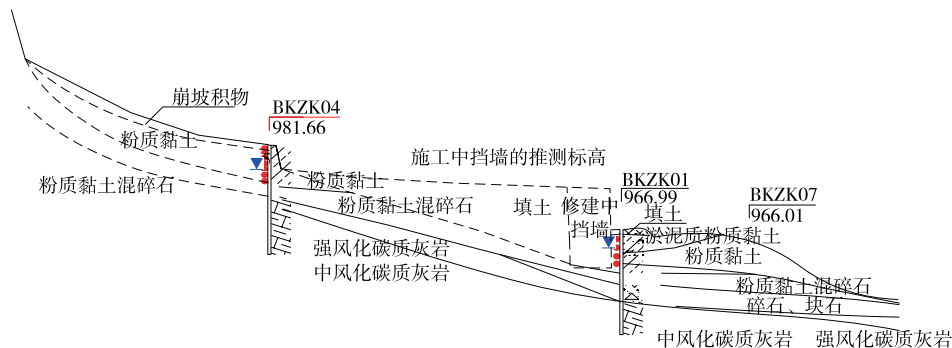 崩坡积物
BKZK04
981.66
粉质黏土
施工中挡墙的推测标高
粉质黏土混碎石
粉质黏土
BKZK01
966.99
BKZK07
966.01
粉质黏土混碎石
填土
修建中
挡墙
填土
淤泥质粉质黏土
强风化碳质灰岩
粉质黏土
中风化碳质灰岩
粉质黏土混碎石
碎石、块石
中风化碳质灰岩
强风化碳质灰岩